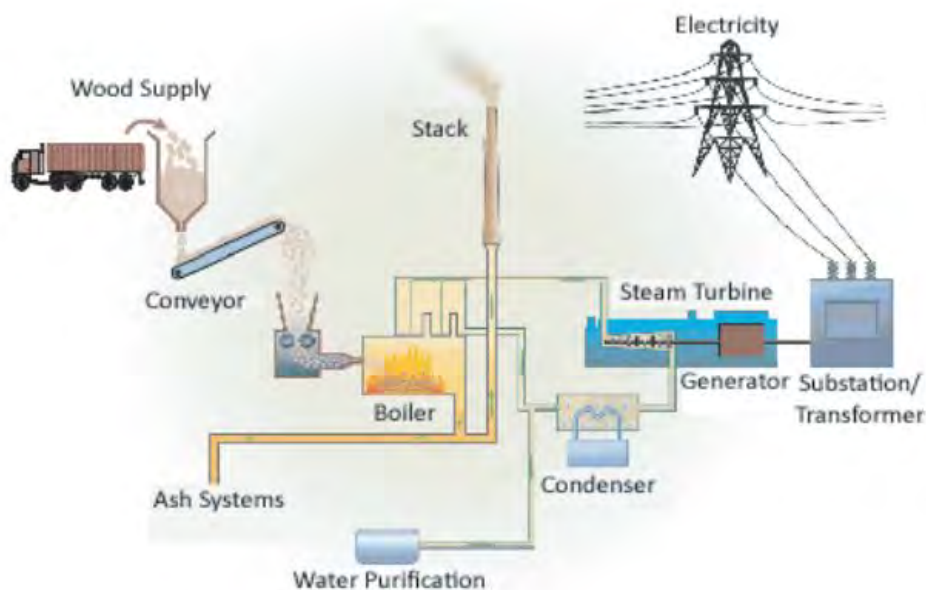 Electricity
Wood Supply
Stack
Conveyor
Steam Turbine
Generator
Substation/
Transformer
Boiler
Condenser
Ash Systems
Water Purification